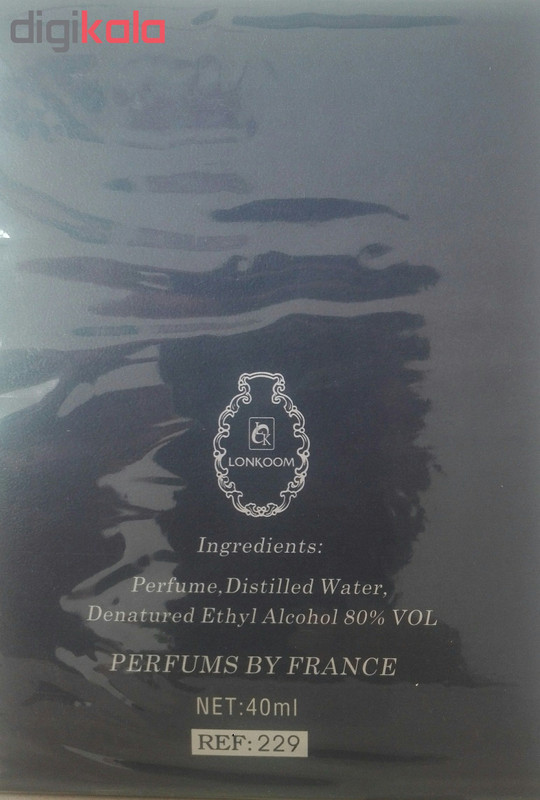 digikala
LONKOOM
Ingredients:
Perfume,Distilled Water,
Denatured Ethyl Alcohol 80% VOL
PERFUMS BY FRANCE
NET:40ml
REF:229